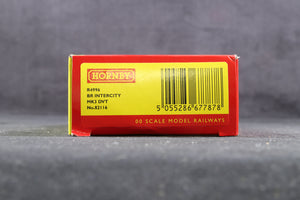 HORNBY
R4996
BR INTERCITY
MK3 DVT
No.82116
5 055286 677878
00 SCALE MODEL RAILWAYS